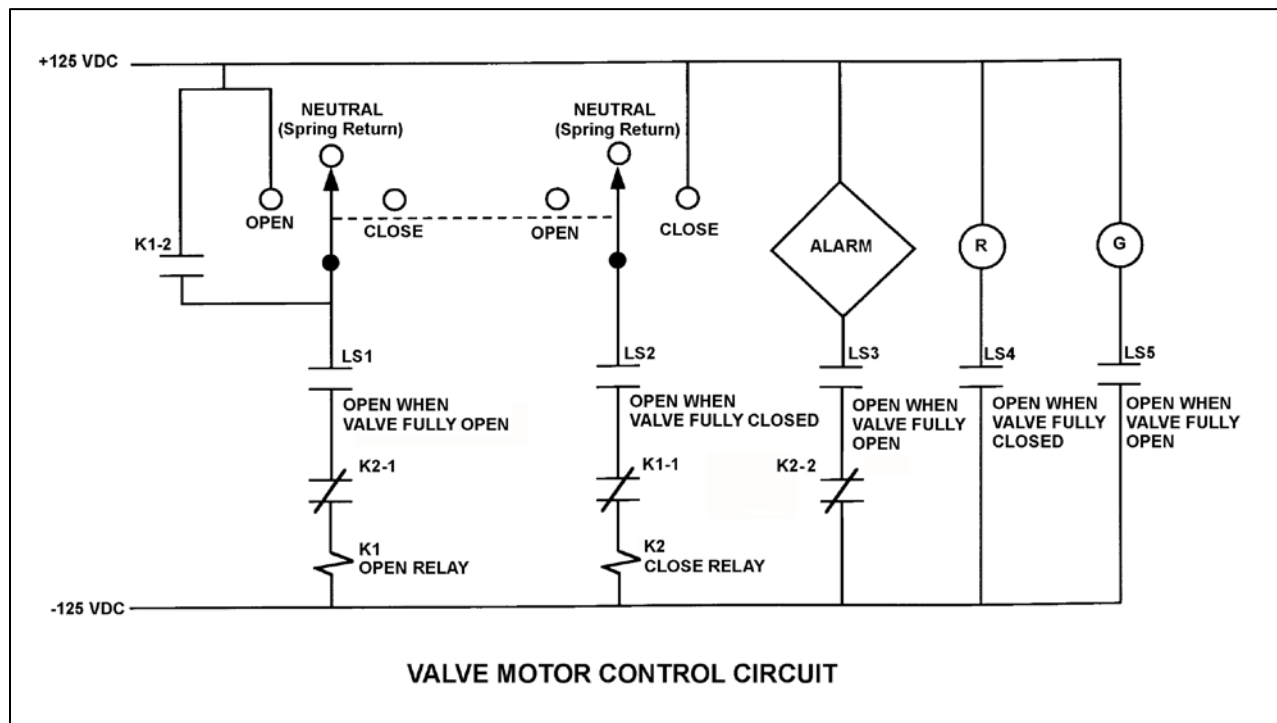 +125 VDC
NEUTRAL
(Spring Return)
NEUTRAL
(Spring Return)
OPEN
CLOSE
OPEN
CLOSE
K1-2
ALARM
R
G
LS1
OPEN WHEN
VALVE FULLY OPEN
LS2
OPEN WHEN
VALVE FULLY CLOSED
LS3
OPEN WHEN
VALVE FULLY
OPEN
LS4
OPEN WHEN
VALVE FULLY
CLOSED
LS5
OPEN WHEN
VALVE FULLY
OPEN
K2-1
K1-1
K2-2
K1
OPEN RELAY
K2
CLOSE RELAY
-125 VDC
VALVE MOTOR CONTROL CIRCUIT